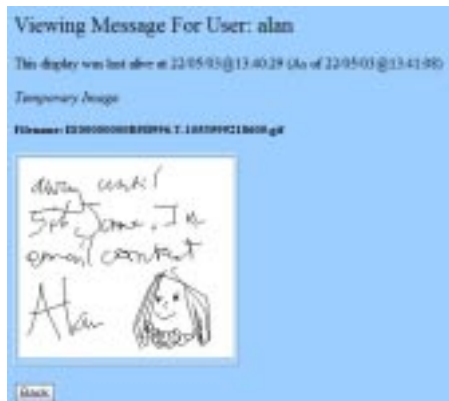 Viewing Message For User: alan
This display was last alive at 22/05/03@13:40:29 (As of 22/05/03@13:41:08)
Temporary Image
Filename:
away until
5th June. In
email contact
Alan
Back